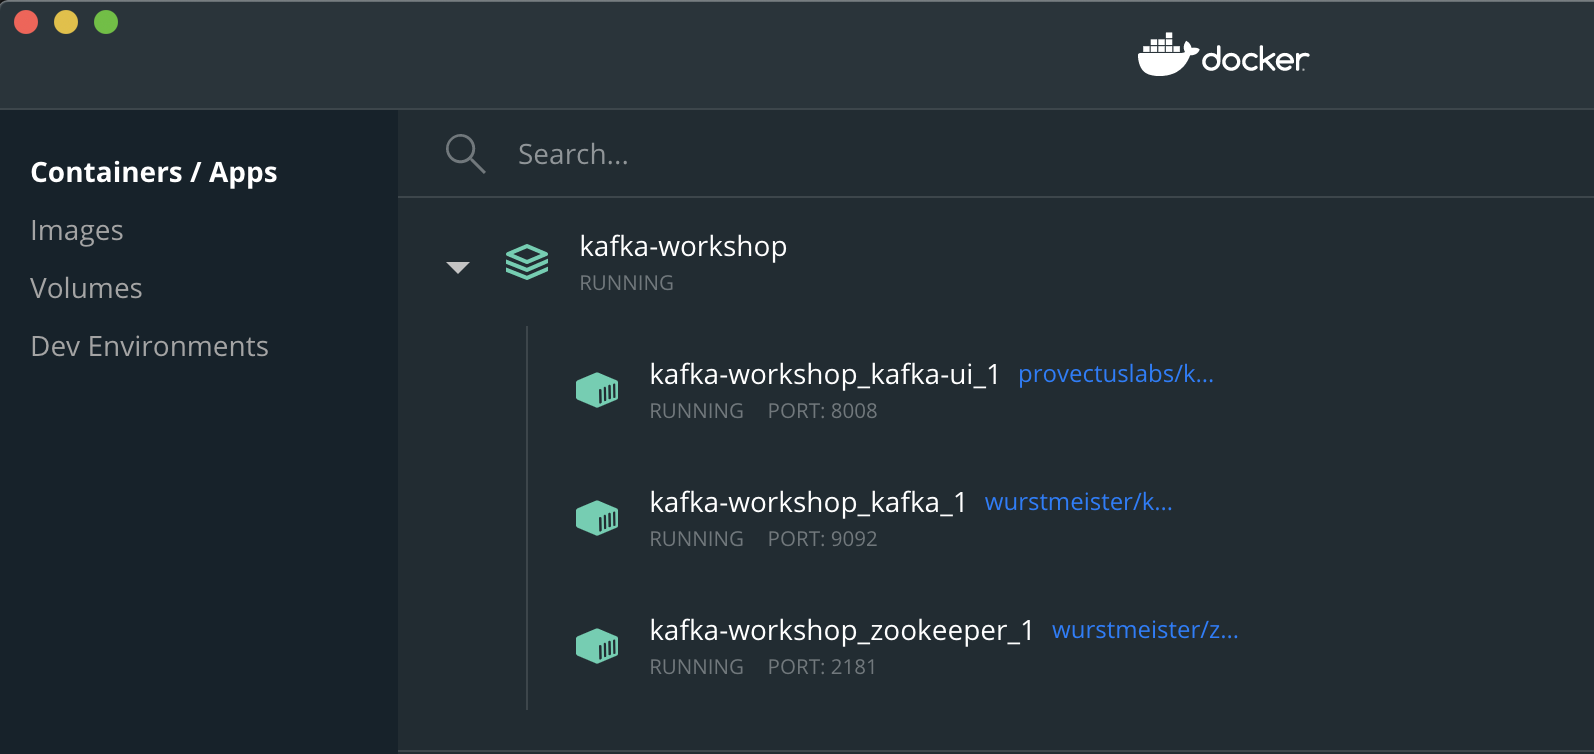 docker
Containers / Apps
Images
Volumes
Dev Environments
Search...
kafka-workshop
RUNNING
kafka-workshop_kafka-ui_1 provectuslabs/k...
RUNNING PORT: 8008
kafka-workshop_kafka_1 wurstmeister/k...
RUNNING PORT: 9092
kafka-workshop_zookeeper_1 wurstmeister/z...
RUNNING PORT: 2181